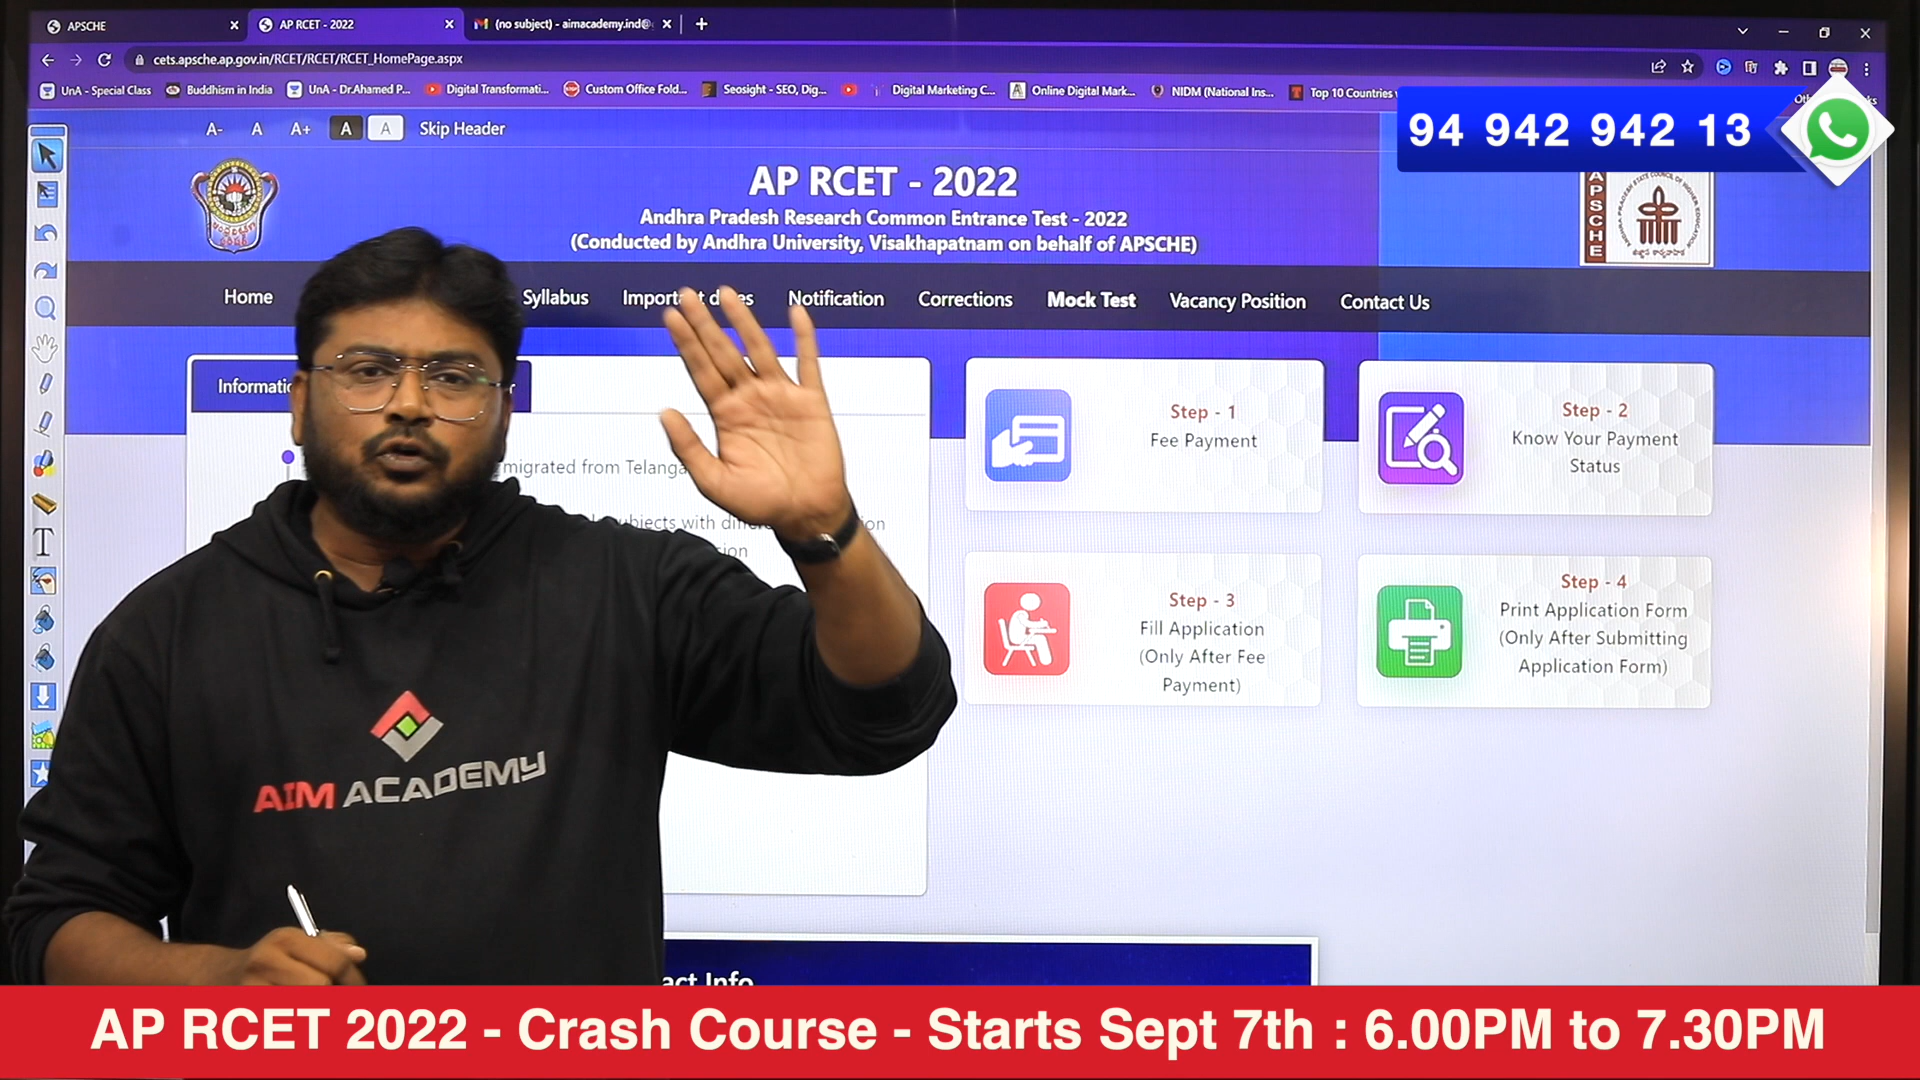 APSCHE
AP RCET - 2022
(no subject) - aimacademy.ind@
cets.apsche.ap.gov.in/RCET/RCET/RCET_HomePage.aspx
UnA - Special Class
Buddhism in India
UnA - Dr.Ahamed P...
Digital Transformati...
Custom Office Fold...
Seosight - SEO, Dig...
Digital Marketing C...
Online Digital Mark...
NIDM (National Ins...
Top 10 Countries
94 942 942 13
A-
A
A+
A
A
Skip Header
AP RCET - 2022
Andhra Pradesh Research Common Entrance Test - 2022
(Conducted by Andhra University, Visakhapatnam on behalf of APSCHE)
APSCHE
Home
Syllabus
Important dates
Notification
Corrections
Mock Test
Vacancy Position
Contact Us
migrated from
subjects with
Step - 1
Fee Payment
Step - 2
Know Your Payment
Status
Step - 3
Fill Application
(Only After Fee
Payment)
Step - 4
Print Application Form
(Only After Submitting
Application Form)
T
AIM ACADEMY
Info
AP RCET 2022 - Crash Course - Starts Sept 7th : 6.00PM to 7.30PM